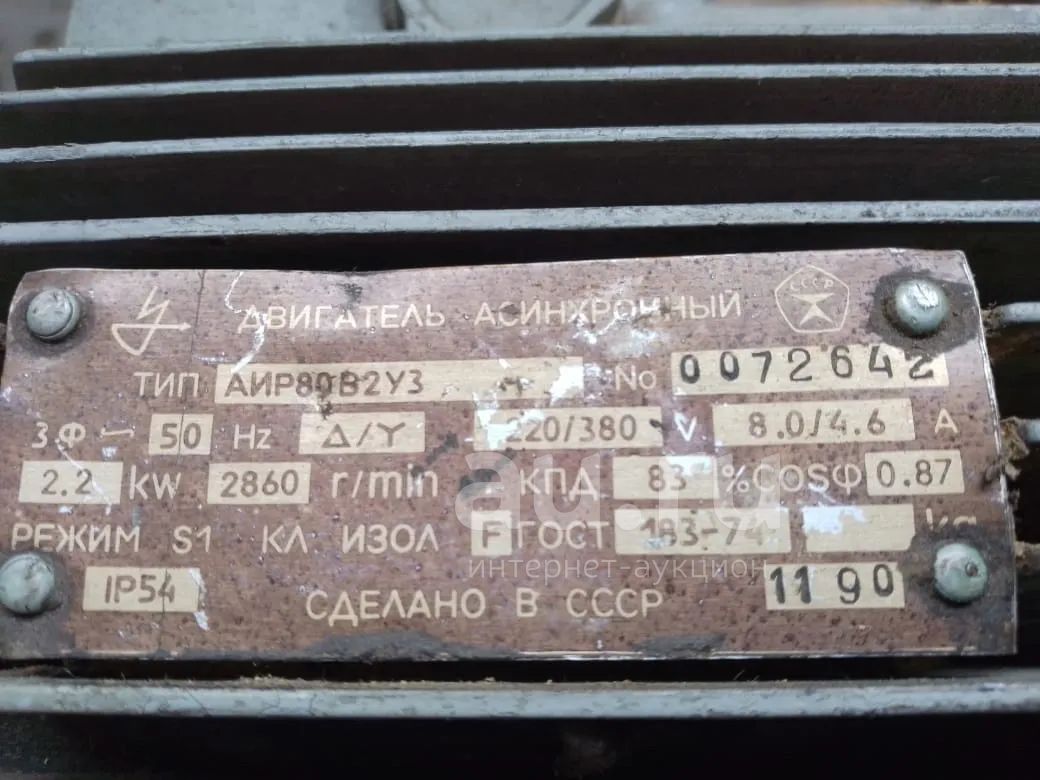 СССР
ДВИГАТЕЛЬ АСИНХРОННЫЙ
ТИП АИР80В2У3 No 0072642
3Ф ~ 50 Hz Δ/Y 220/380 V 8.0/4.6 A
2.2 kW 2860 r/min КПД 83 % COSφ 0.87
РЕЖИМ S1 КЛ ИЗОЛ F ГОСТ 183-74 kg
IP54 СДЕЛАНО В СССР 11 90
au.ru
интернет-аукцион